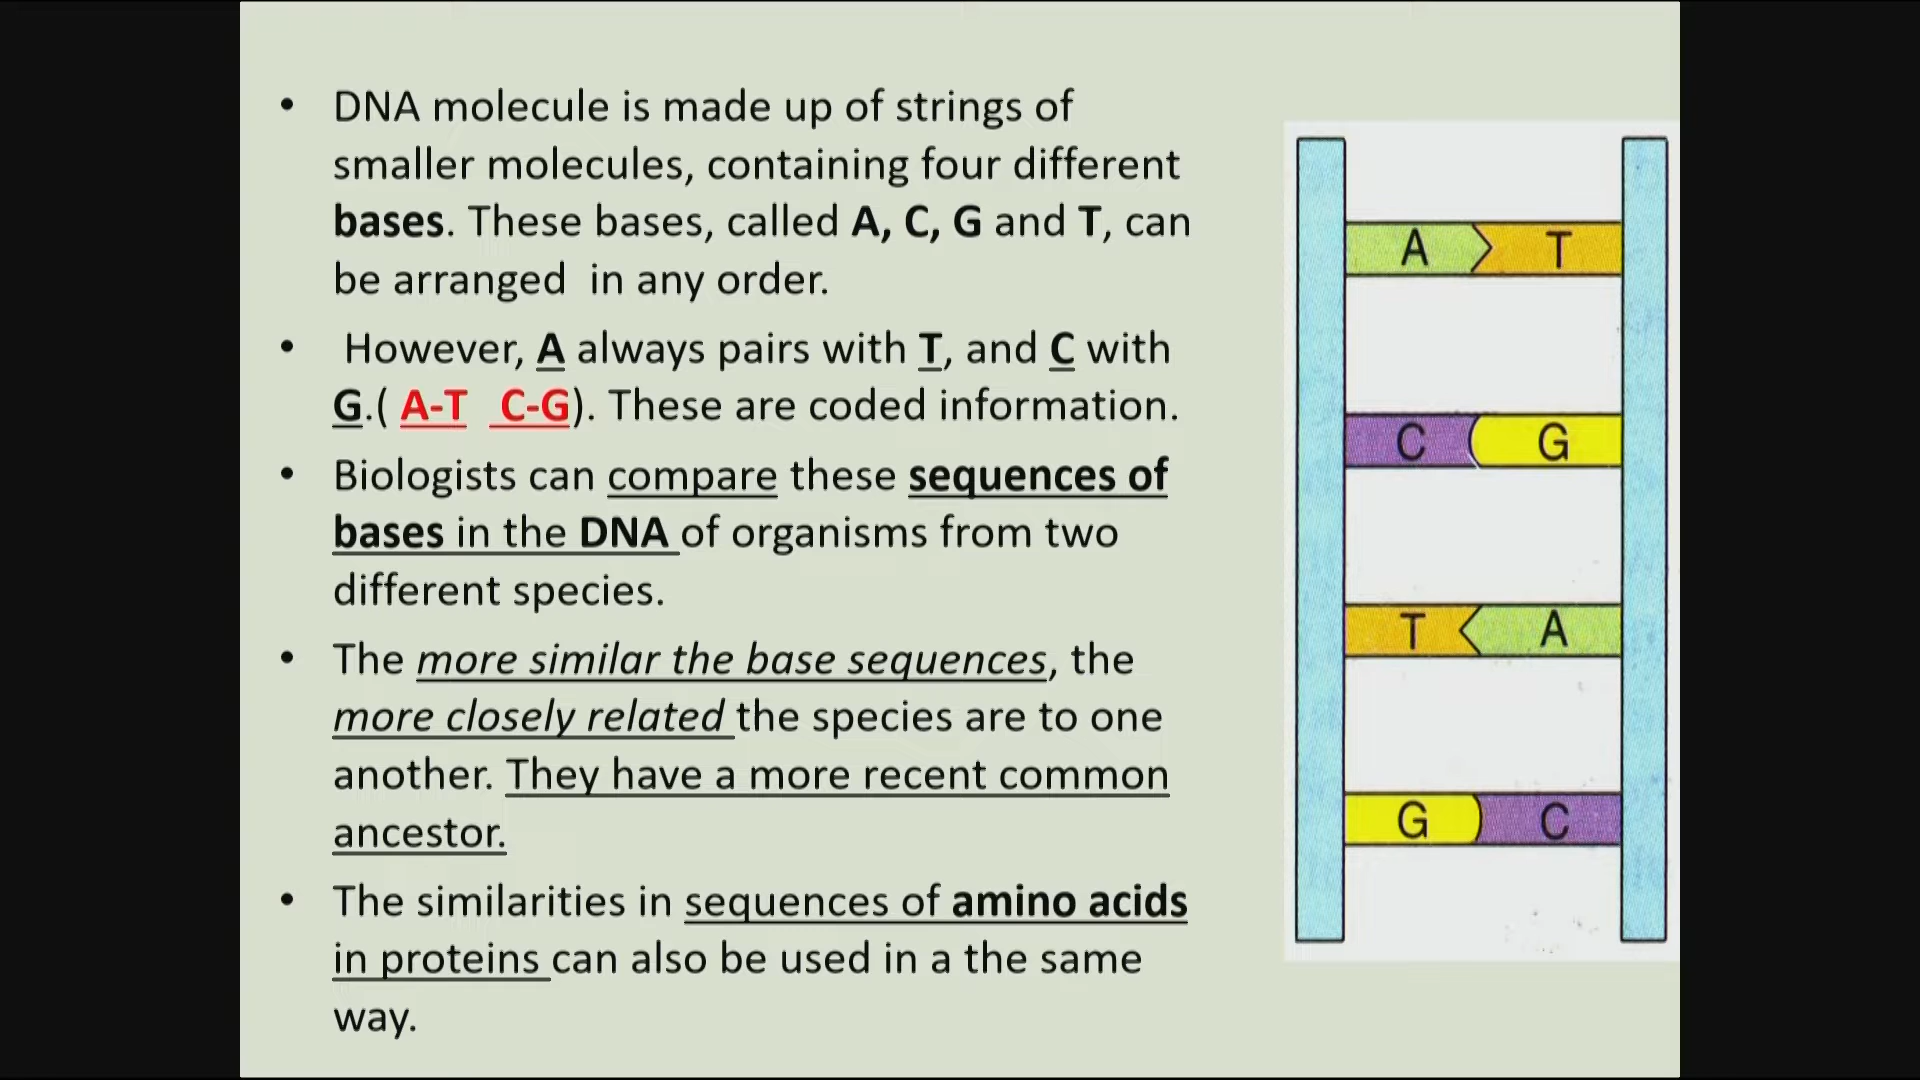 • DNA molecule is made up of strings of
smaller molecules, containing four different
bases. These bases, called A, C, G and T, can
be arranged  in any order.
• However, A always pairs with T, and C with
G.( A-T  C-G). These are coded information.
• Biologists can compare these sequences of
bases in the DNA of organisms from two
different species.
• The more similar the base sequences, the
more closely related the species are to one
another. They have a more recent common
ancestor.
• The similarities in sequences of amino acids
in proteins can also be used in a the same
way.
A T
C G
T A
G C